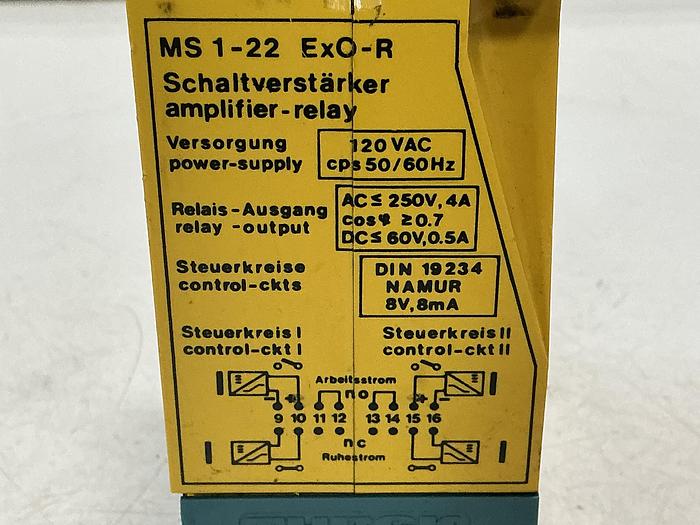 MS 1-22 ExO-R
Schaltverstärker
amplifier-relay
Versorgung
power-supply
120 VAC
cps 50/60Hz
Relais-Ausgang
relay-output
AC ≤ 250V, 4A
cos φ ≥ 0.7
DC ≤ 60V, 0.5A
Steuerkreise
control-ckts
DIN 19234
NAMUR
8V, 8mA
Steuerkreis I
control-ckt I
Steuerkreis II
control-ckt II
Arbeitsstrom
no
9 10 11 12 13 14 15 16
nc
Ruhestrom